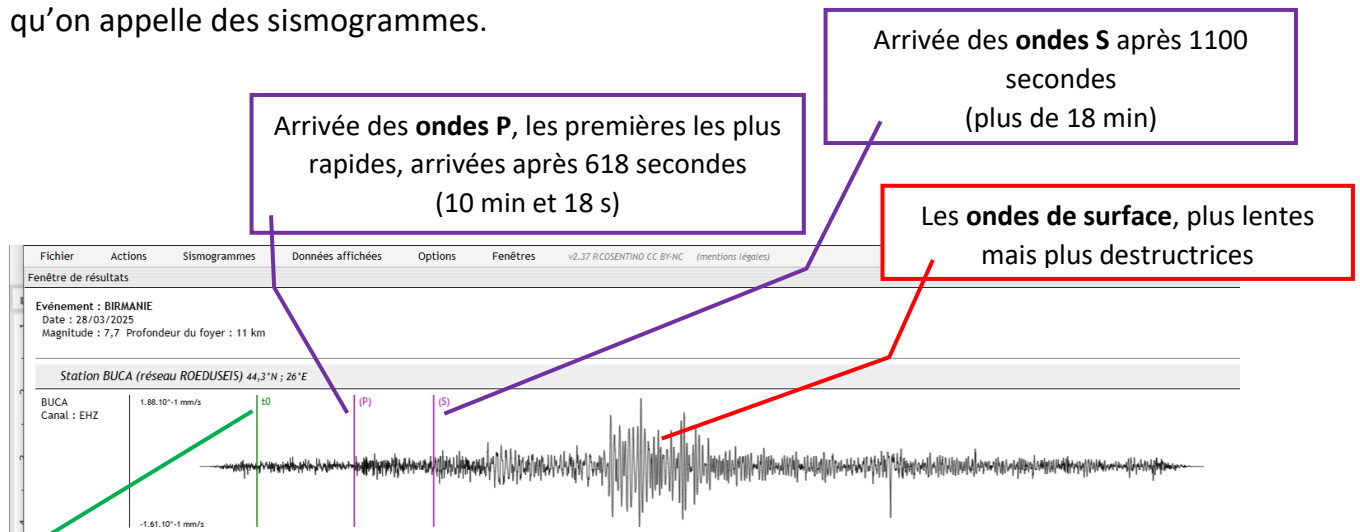 qu’on appelle des sismogrammes.
Arrivée des ondes S après 1100
secondes
(plus de 18 min)
Arrivée des ondes P, les premières les plus
rapides, arrivées après 618 secondes
(10 min et 18 s)
Les ondes de surface, plus lentes
mais plus destructrices
Fichier Actions Sismogrammes Données affichées Options Fenêtres v2.37 R.COSENTINO CC BY-NC (mentions légales)
Fenêtre de résultats
Evénement : BIRMANIE
Date : 28/03/2025
Magnitude : 7,7 Profondeur du foyer : 11 km
Station BUCA (réseau ROEDUSEIS) 44,3°N ; 26°E
BUCA
Canal : EHZ
1.88.10^-1 mm/s
t0
(P)
(S)
-1.61.10^-1 mm/s